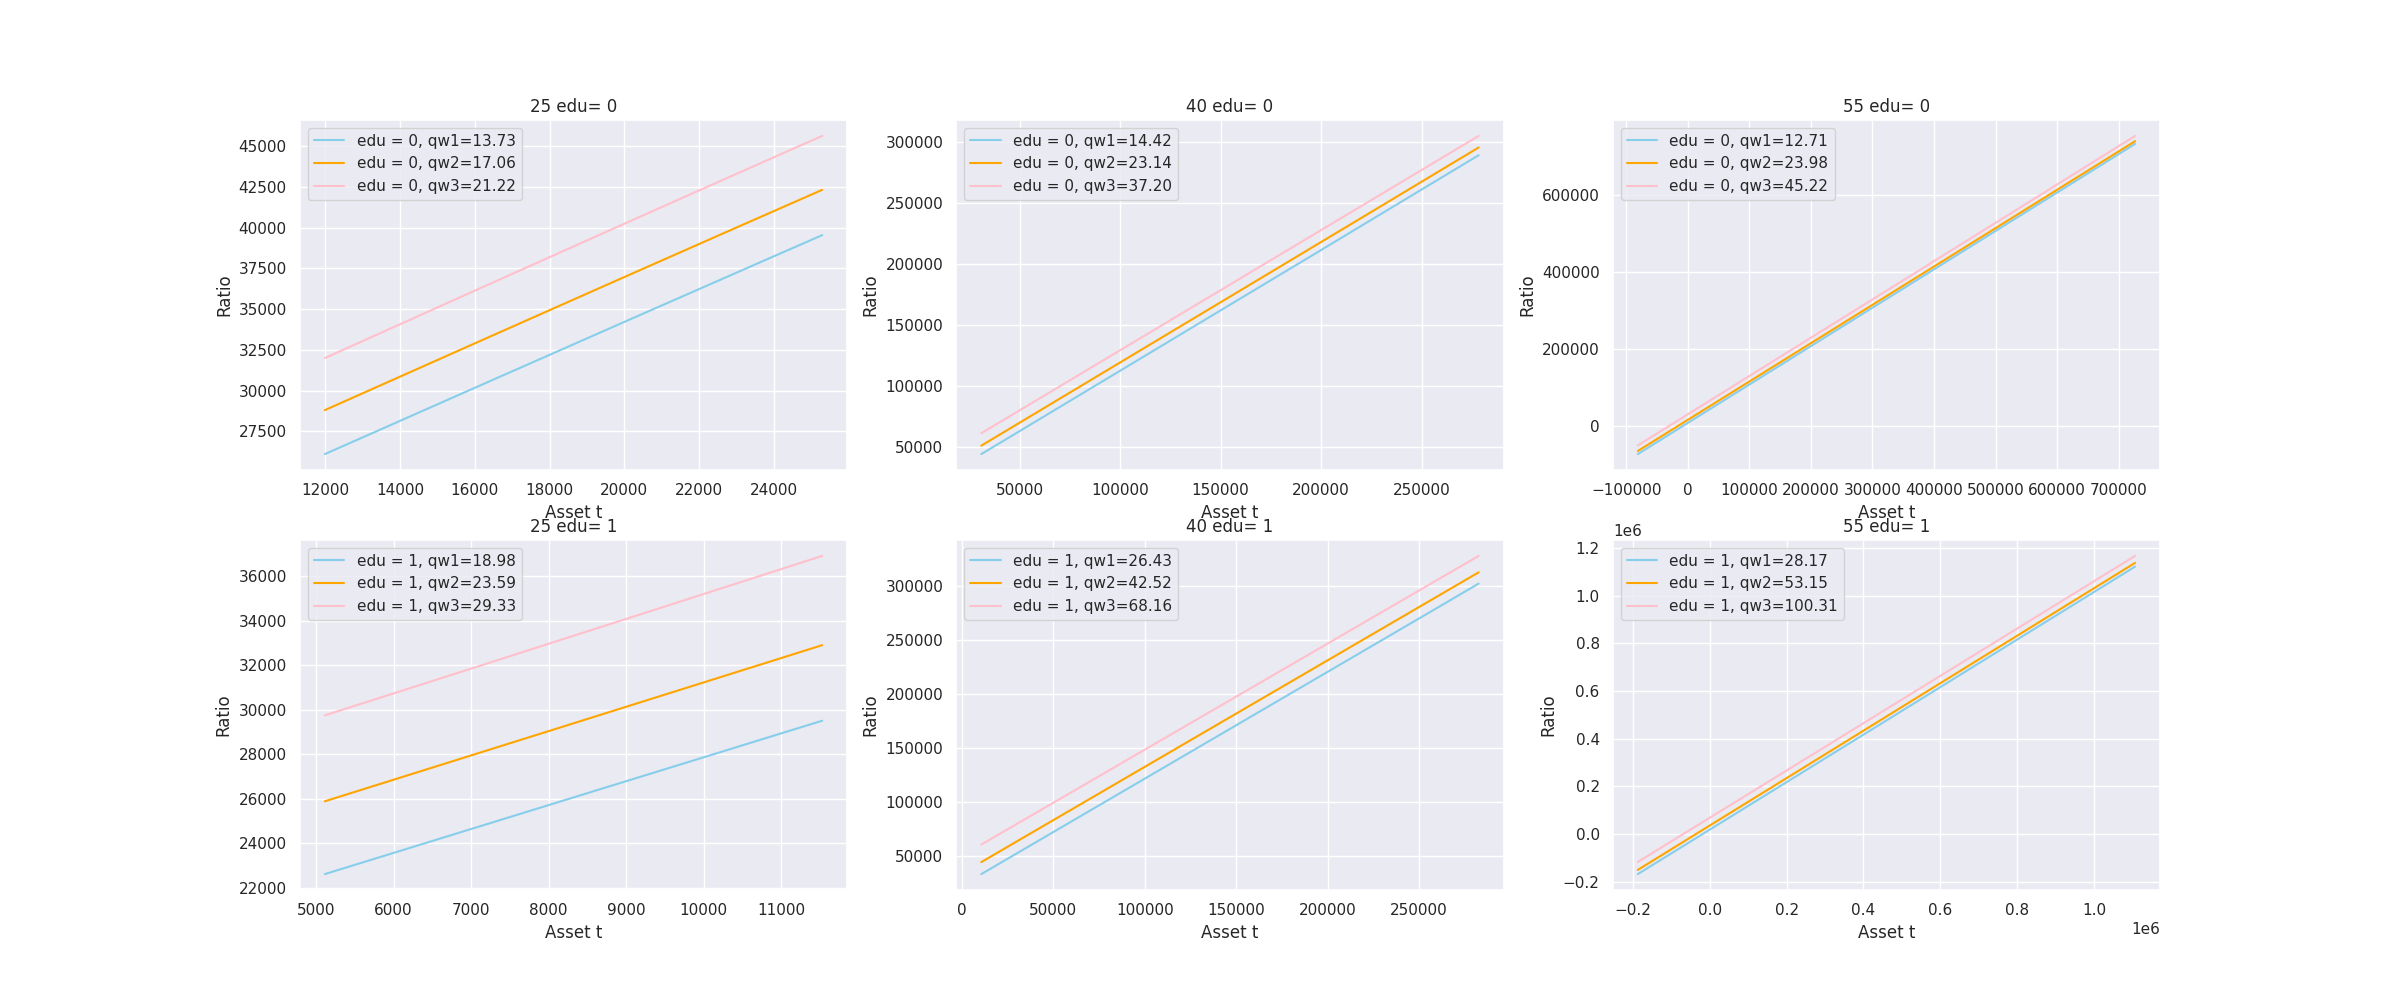 25 edu= 0
edu = 0, qw1=13.73
edu = 0, qw2=17.06
edu = 0, qw3=21.22
45000
42500
40000
37500
35000
32500
30000
27500
Ratio
12000 14000 16000 18000 20000 22000 24000
Asset t
40 edu= 0
edu = 0, qw1=14.42
edu = 0, qw2=23.14
edu = 0, qw3=37.20
300000
250000
200000
150000
100000
50000
Ratio
50000 100000 150000 200000 250000
Asset t
55 edu= 0
edu = 0, qw1=12.71
edu = 0, qw2=23.98
edu = 0, qw3=45.22
600000
400000
200000
0
Ratio
−100000 0 100000 200000 300000 400000 500000 600000 700000
Asset t
25 edu= 1
edu = 1, qw1=18.98
edu = 1, qw2=23.59
edu = 1, qw3=29.33
36000
34000
32000
30000
28000
26000
24000
22000
Ratio
5000 6000 7000 8000 9000 10000 11000
Asset t
40 edu= 1
edu = 1, qw1=26.43
edu = 1, qw2=42.52
edu = 1, qw3=68.16
300000
250000
200000
150000
100000
50000
Ratio
0 50000 100000 150000 200000 250000
Asset t
55 edu= 1
1e6
edu = 1, qw1=28.17
edu = 1, qw2=53.15
edu = 1, qw3=100.31
1.2
1.0
0.8
0.6
0.4
0.2
0.0
−0.2
Ratio
−0.2 0.0 0.2 0.4 0.6 0.8 1.0
1e6
Asset t